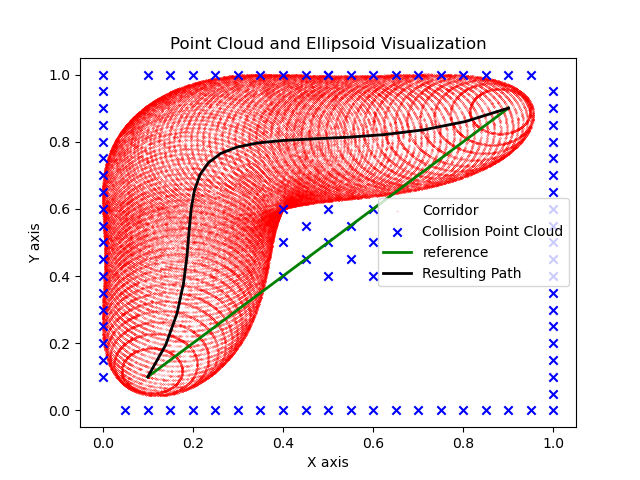 Point Cloud and Ellipsoid Visualization
1.0
0.8
0.6
0.4
0.2
0.0
Y axis
Corridor
Collision Point Cloud
reference
Resulting Path
0.0 0.2 0.4 0.6 0.8 1.0
X axis